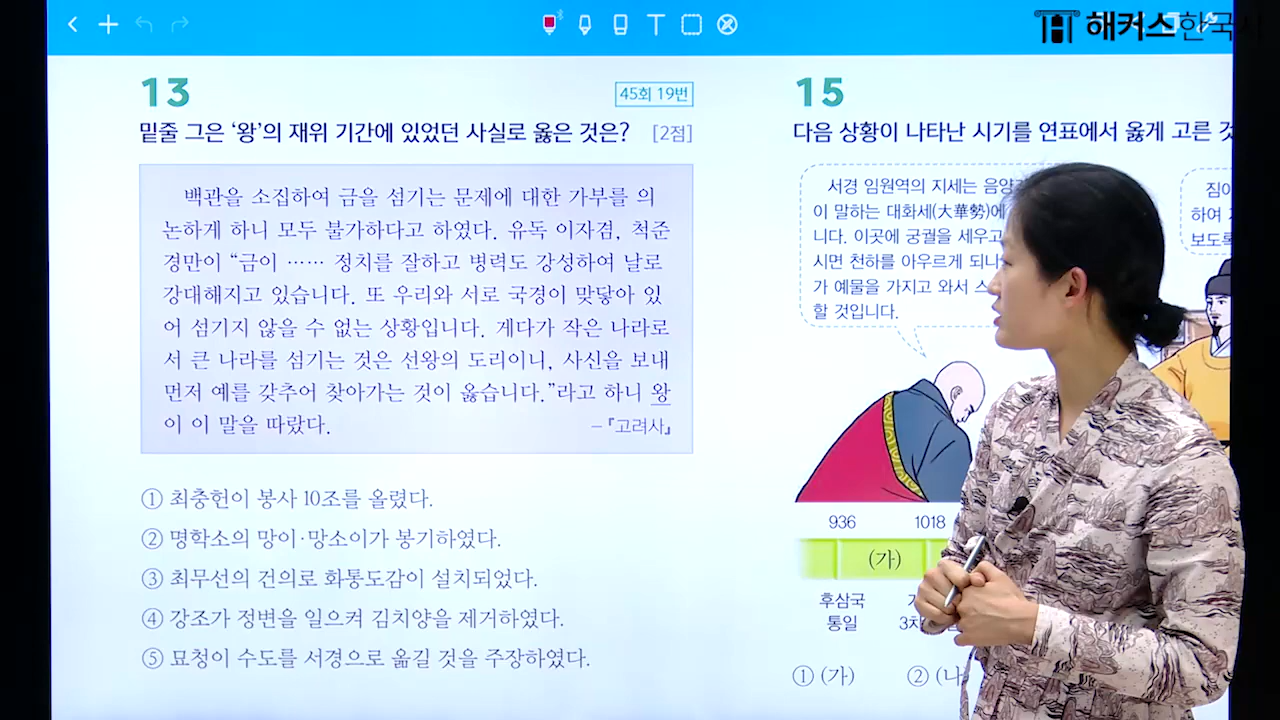 해커스한국사
13
45회 19번
밑줄 그은 ‘왕’의 재위 기간에 있었던 사실로 옳은 것은? [2점]
백관을 소집하여 금을 섬기는 문제에 대한 가부를 의
논하게 하니 모두 불가하다고 하였다. 유독 이자겸, 척준
경만이 “금이 …… 정치를 잘하고 병력도 강성하여 날로
강대해지고 있습니다. 또 우리와 서로 국경이 맞닿아 있
어 섬기지 않을 수 없는 상황입니다. 게다가 작은 나라로
서 큰 나라를 섬기는 것은 선왕의 도리이니, 사신을 보내
먼저 예를 갖추어 찾아가는 것이 옳습니다.”라고 하니 왕
이 이 말을 따랐다.
－『고려사』
① 최충헌이 봉사 10조를 올렸다.
② 명학소의 망이·망소이가 봉기하였다.
③ 최무선의 건의로 화통도감이 설치되었다.
④ 강조가 정변을 일으켜 김치양을 제거하였다.
⑤ 묘청이 수도를 서경으로 옮길 것을 주장하였다.
15
다음 상황이 나타난 시기를 연표에서 옳게 고른
서경 임원역의 지세는
이 말하는 대화세(大華勢)에
니다. 이곳에 궁궐을 세우고
시면 천하를 아우르게
가 예물을 가지고 와서
할 것입니다.
짐이
하여
보도록
936 1018
(가)
후삼국
통일
① (가) ② (나